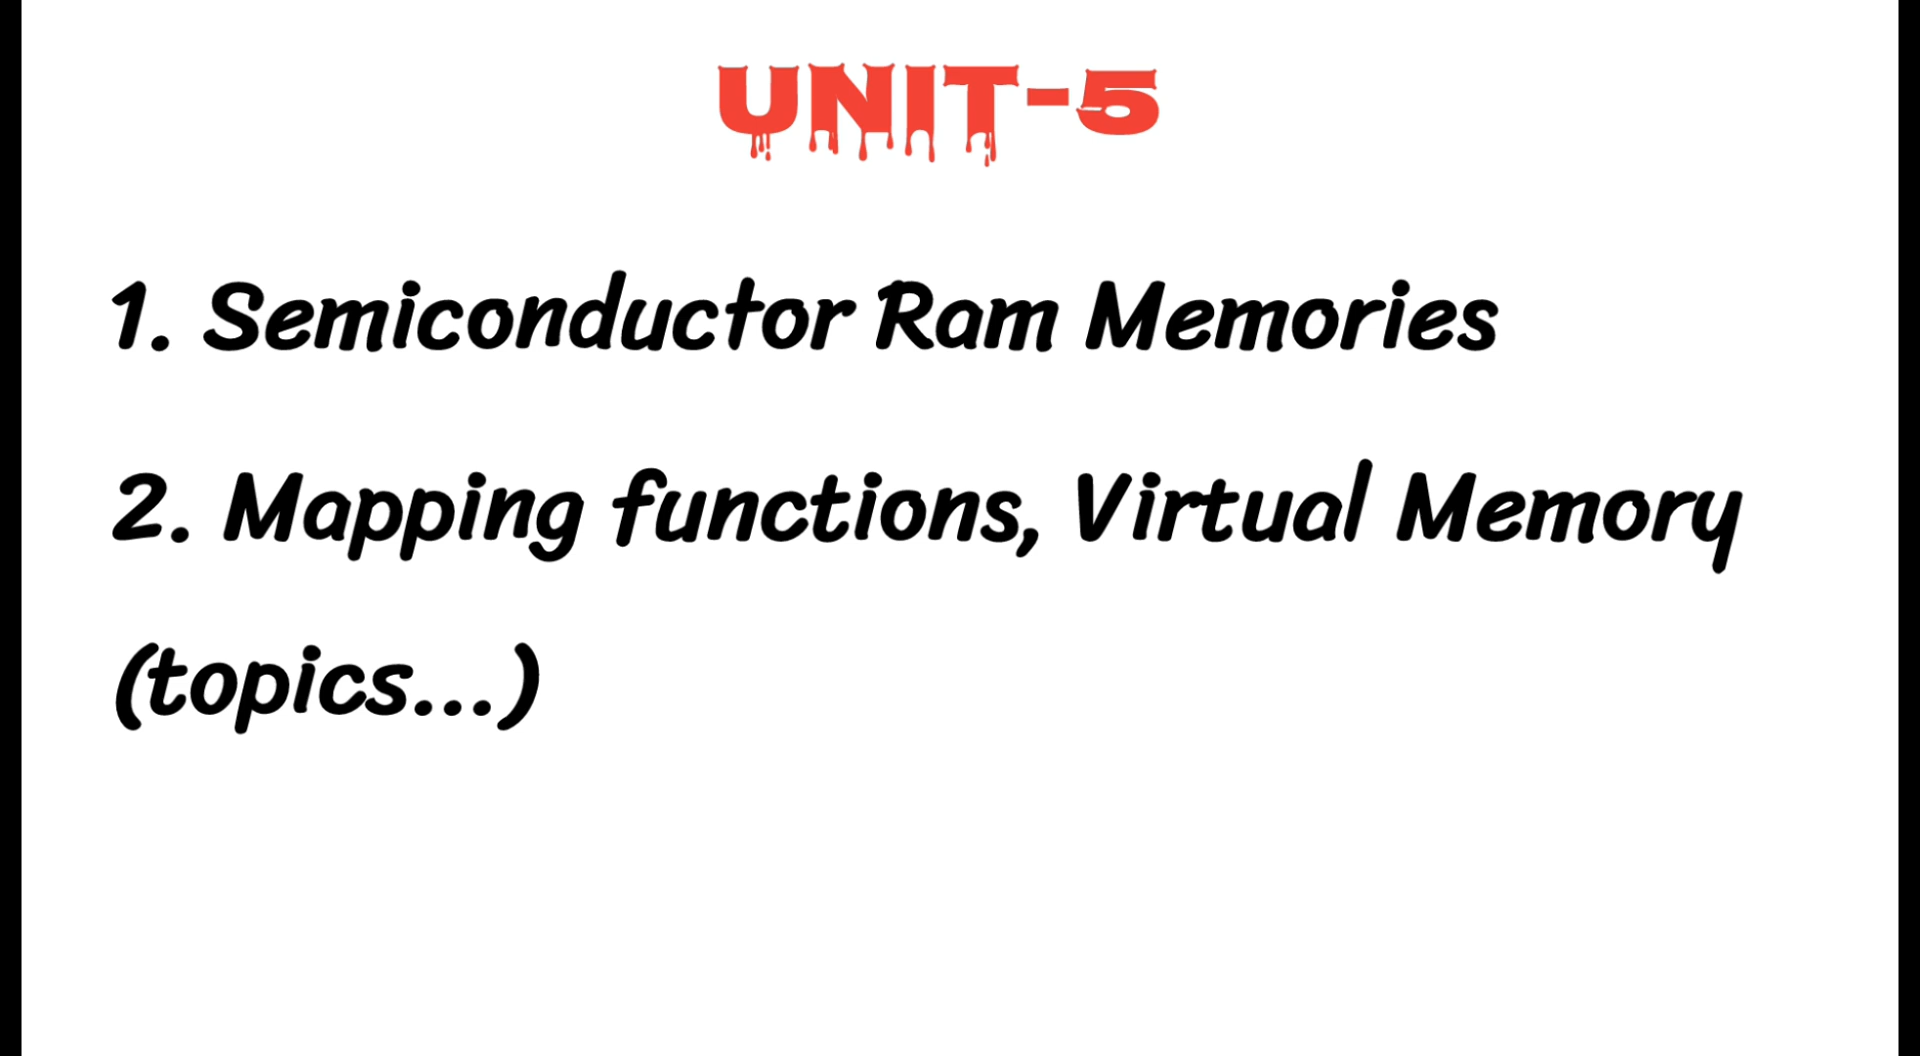 UNIT-5
1. Semiconductor Ram Memories
2. Mapping functions, Virtual Memory
(topics...)